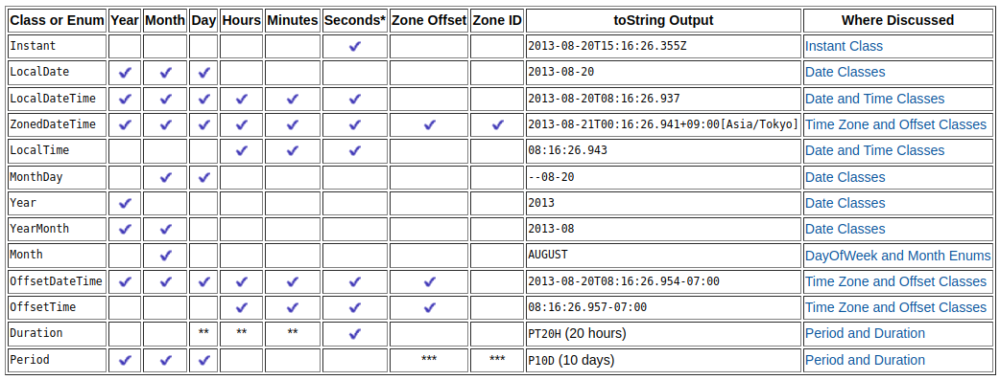 Class or Enum Year Month Day Hours Minutes Seconds* Zone Offset Zone ID toString Output Where Discussed
Instant ✔ 2013-08-20T15:16:26.355Z Instant Class
LocalDate ✔ ✔ ✔ 2013-08-20 Date Classes
LocalDateTime ✔ ✔ ✔ ✔ ✔ ✔ 2013-08-20T08:16:26.937 Date and Time Classes
ZonedDateTime ✔ ✔ ✔ ✔ ✔ ✔ ✔ ✔ 2013-08-21T00:16:26.941+09:00[Asia/Tokyo] Time Zone and Offset Classes
LocalTime ✔ ✔ ✔ 08:16:26.943 Date and Time Classes
MonthDay ✔ ✔ --08-20 Date Classes
Year ✔ 2013 Date Classes
YearMonth ✔ ✔ 2013-08 Date Classes
Month ✔ AUGUST DayOfWeek and Month Enums
OffsetDateTime ✔ ✔ ✔ ✔ ✔ ✔ ✔ 2013-08-20T08:16:26.954-07:00 Time Zone and Offset Classes
OffsetTime ✔ ✔ ✔ ✔ 08:16:26.957-07:00 Time Zone and Offset Classes
Duration ** ** ** ✔ PT20H (20 hours) Period and Duration
Period ✔ ✔ ✔ *** *** P10D (10 days) Period and Duration